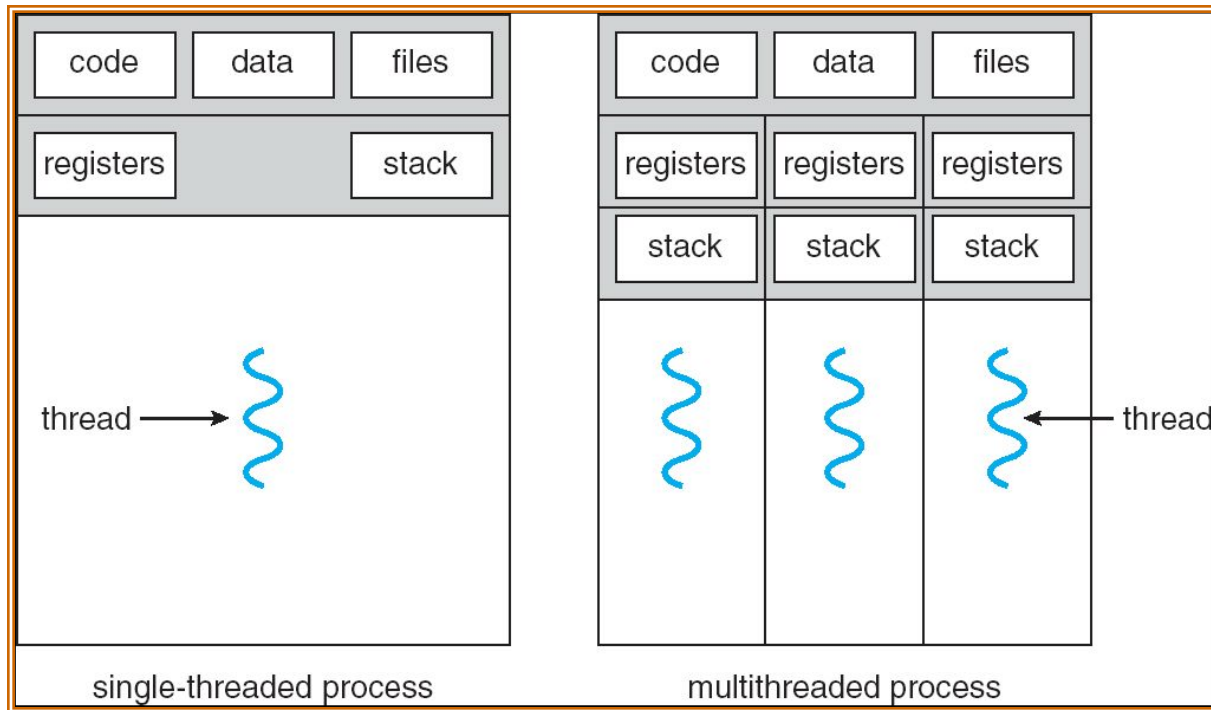 code data files
registers stack
thread
single-threaded process
code data files
registers registers registers
stack stack stack
thread
multithreaded process